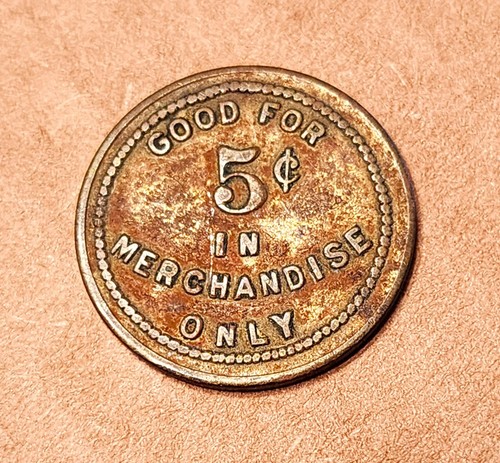 GOOD FOR
5¢
IN
MERCHANDISE
ONLY